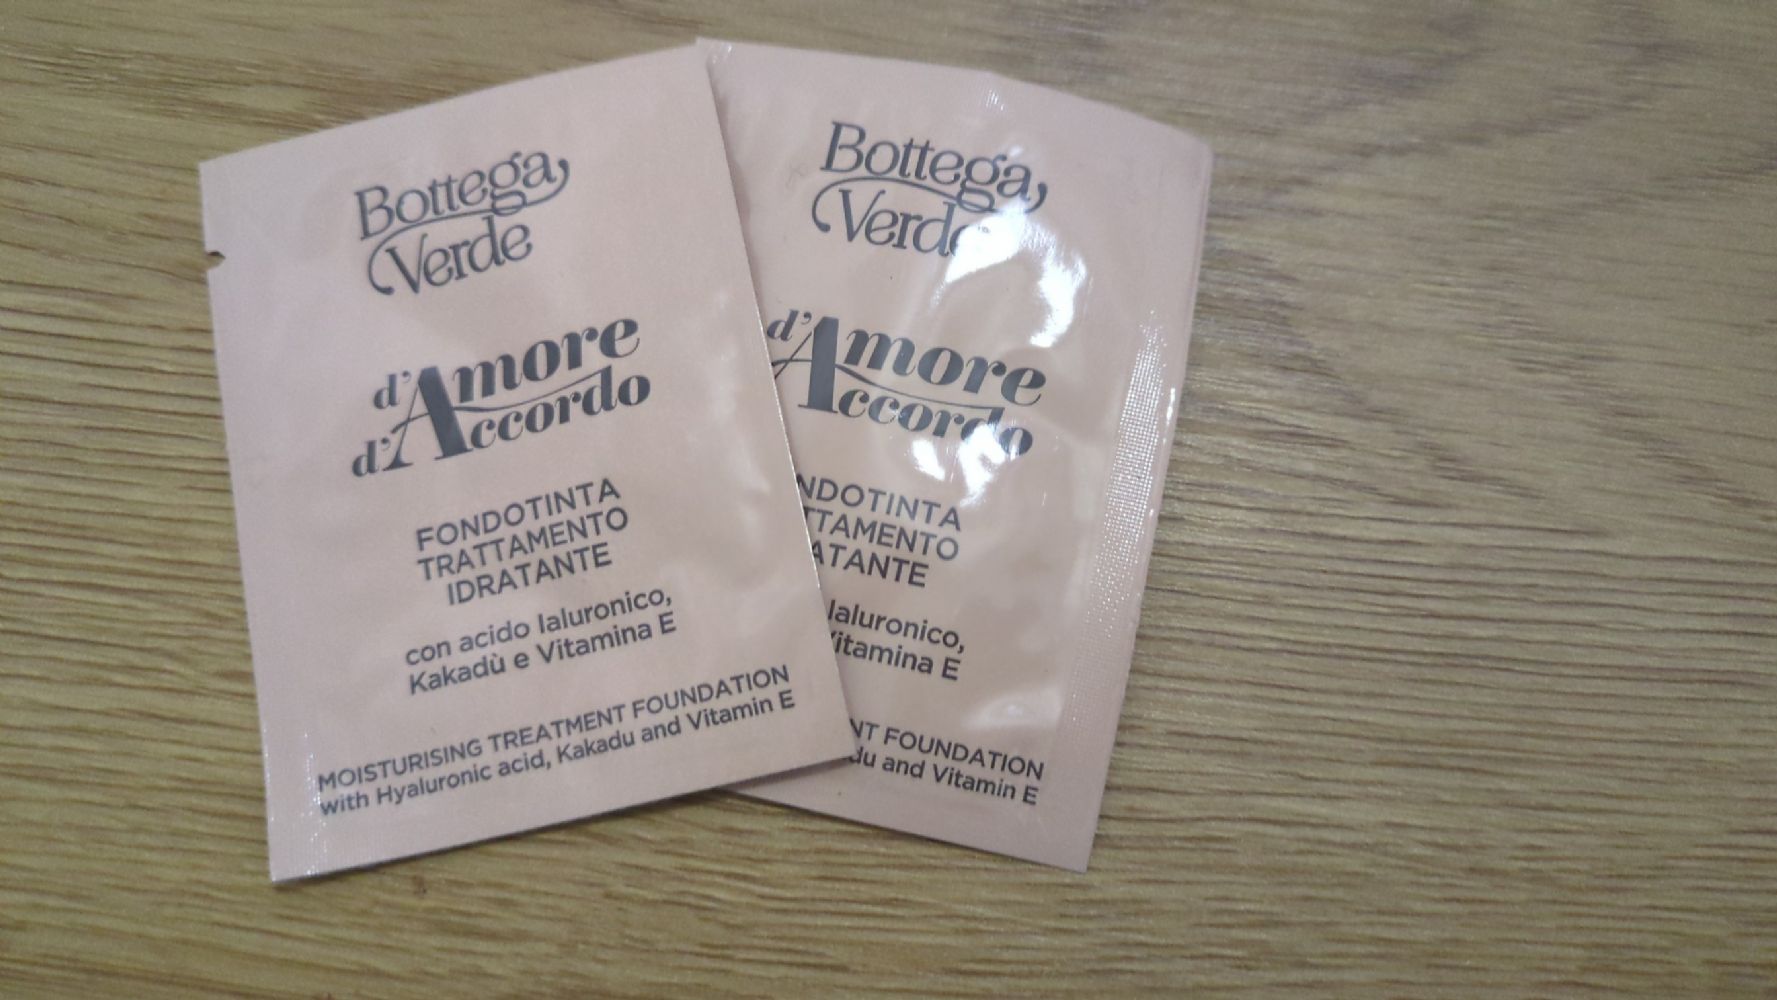 Bottega
Verde
d'Amore
d'Accordo
FONDOTINTA
TRATTAMENTO
IDRATANTE
con acido Ialuronico,
Kakadù e Vitamina E
MOISTURISING TREATMENT FOUNDATION
with Hyaluronic acid, Kakadu and Vitamin E
Bottega
Verde
d'Amore
Accordo
NDOTINTA
TTAMENTO
ATANTE
Ialuronico,
Vitamina E
NT FOUNDATION
du and Vitamin E